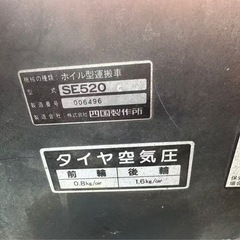 機械の種類: ホイル型運搬車
型式 SE520
製造番号 006496
製造会社: 株式会社 四国製作所
タイヤ空気圧
前輪 後輪
0.8kg/cm² 1.6kg/cm²